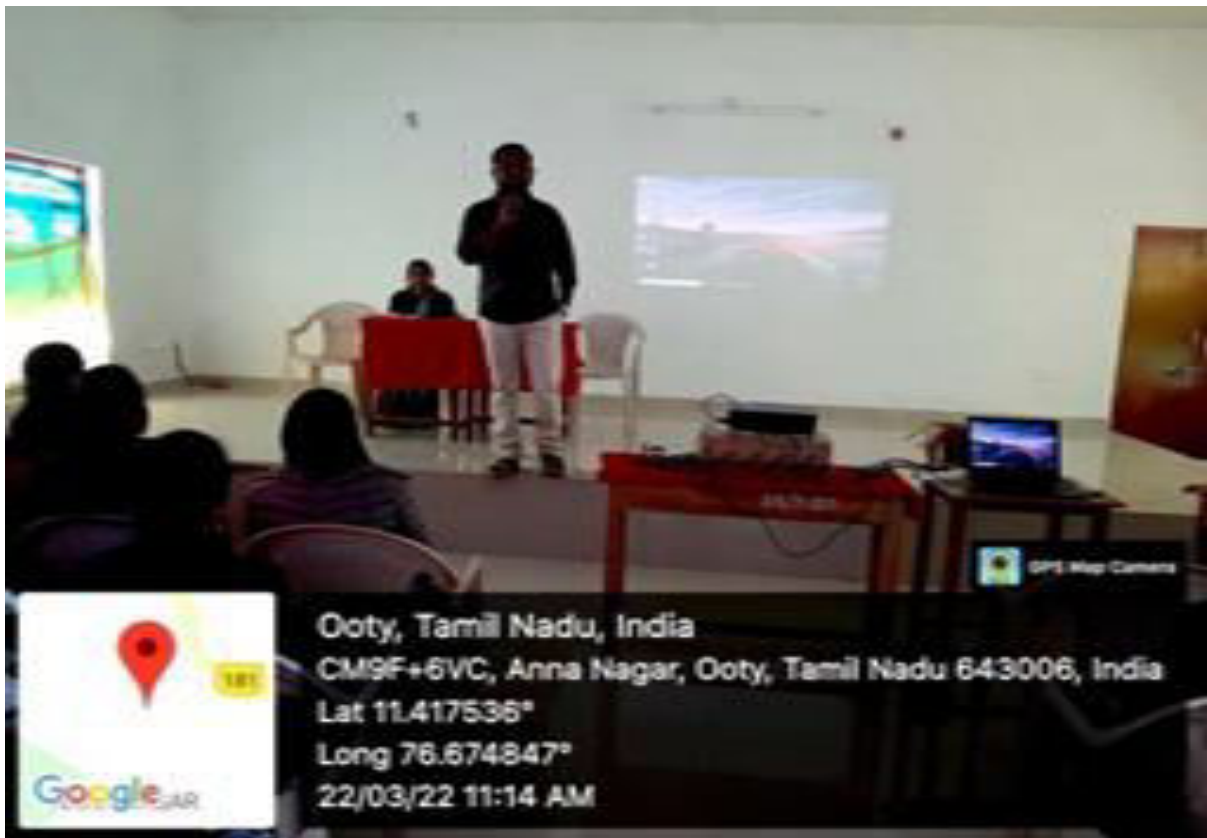 GPS Map Camera
181
Google
Ooty, Tamil Nadu, India
CM9F+6VC, Anna Nagar, Ooty, Tamil Nadu 643006, India
Lat 11.417536°
Long 76.674847°
22/03/22 11:14 AM